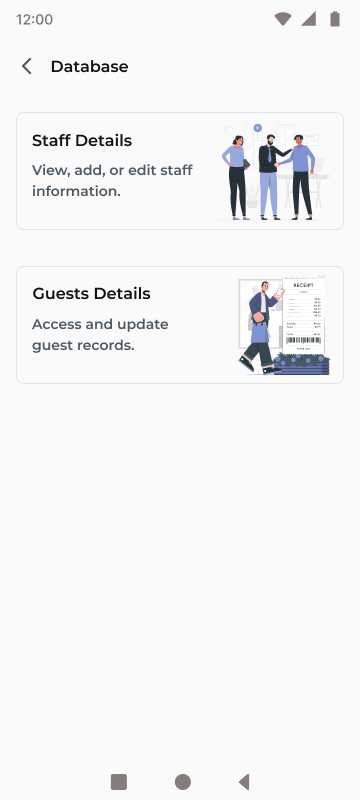 12:00
Database
Staff Details
View, add, or edit staff
information.
RECEIPT
Guests Details
Access and update
guest records.